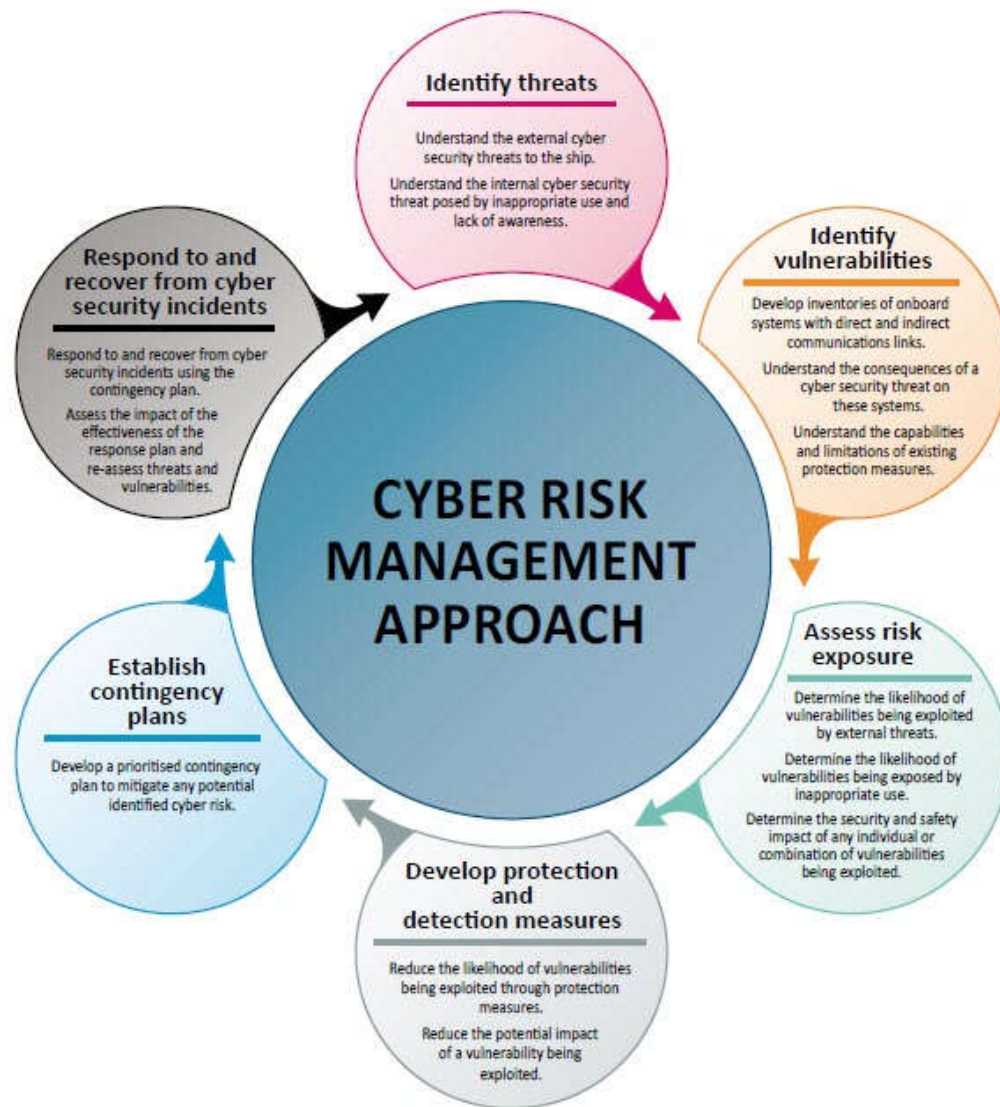 Identify threats
Understand the external cyber
security threats to the ship.
Understand the internal cyber security
threat posed by inappropriate use and
lack of awareness.
Identify
vulnerabilities
Develop inventories of onboard
systems with direct and indirect
communications links.
Understand the consequences of a
cyber security threat on
these systems.
Understand the capabilities
and limitations of existing
protection measures.
Assess risk
exposure
Determine the likelihood of
vulnerabilities being exploited
by external threats.
Determine the likelihood of
vulnerabilities being exposed by
inappropriate use.
Determine the security and safety
impact of any individual or
combination of vulnerabilities
being exploited.
Develop protection
and
detection measures
Reduce the likelihood of vulnerabilities
being exploited through protection
measures.
Reduce the potential impact
of a vulnerability being
exploited.
Establish
contingency
plans
Develop a prioritised contingency
plan to mitigate any potential
identified cyber risk.
Respond to and
recover from cyber
security incidents
Respond to and recover from cyber
security incidents using the
contingency plan.
Assess the impact of the
effectiveness of the
response plan and
re-assess threats and
vulnerabilities.
CYBER RISK
MANAGEMENT
APPROACH